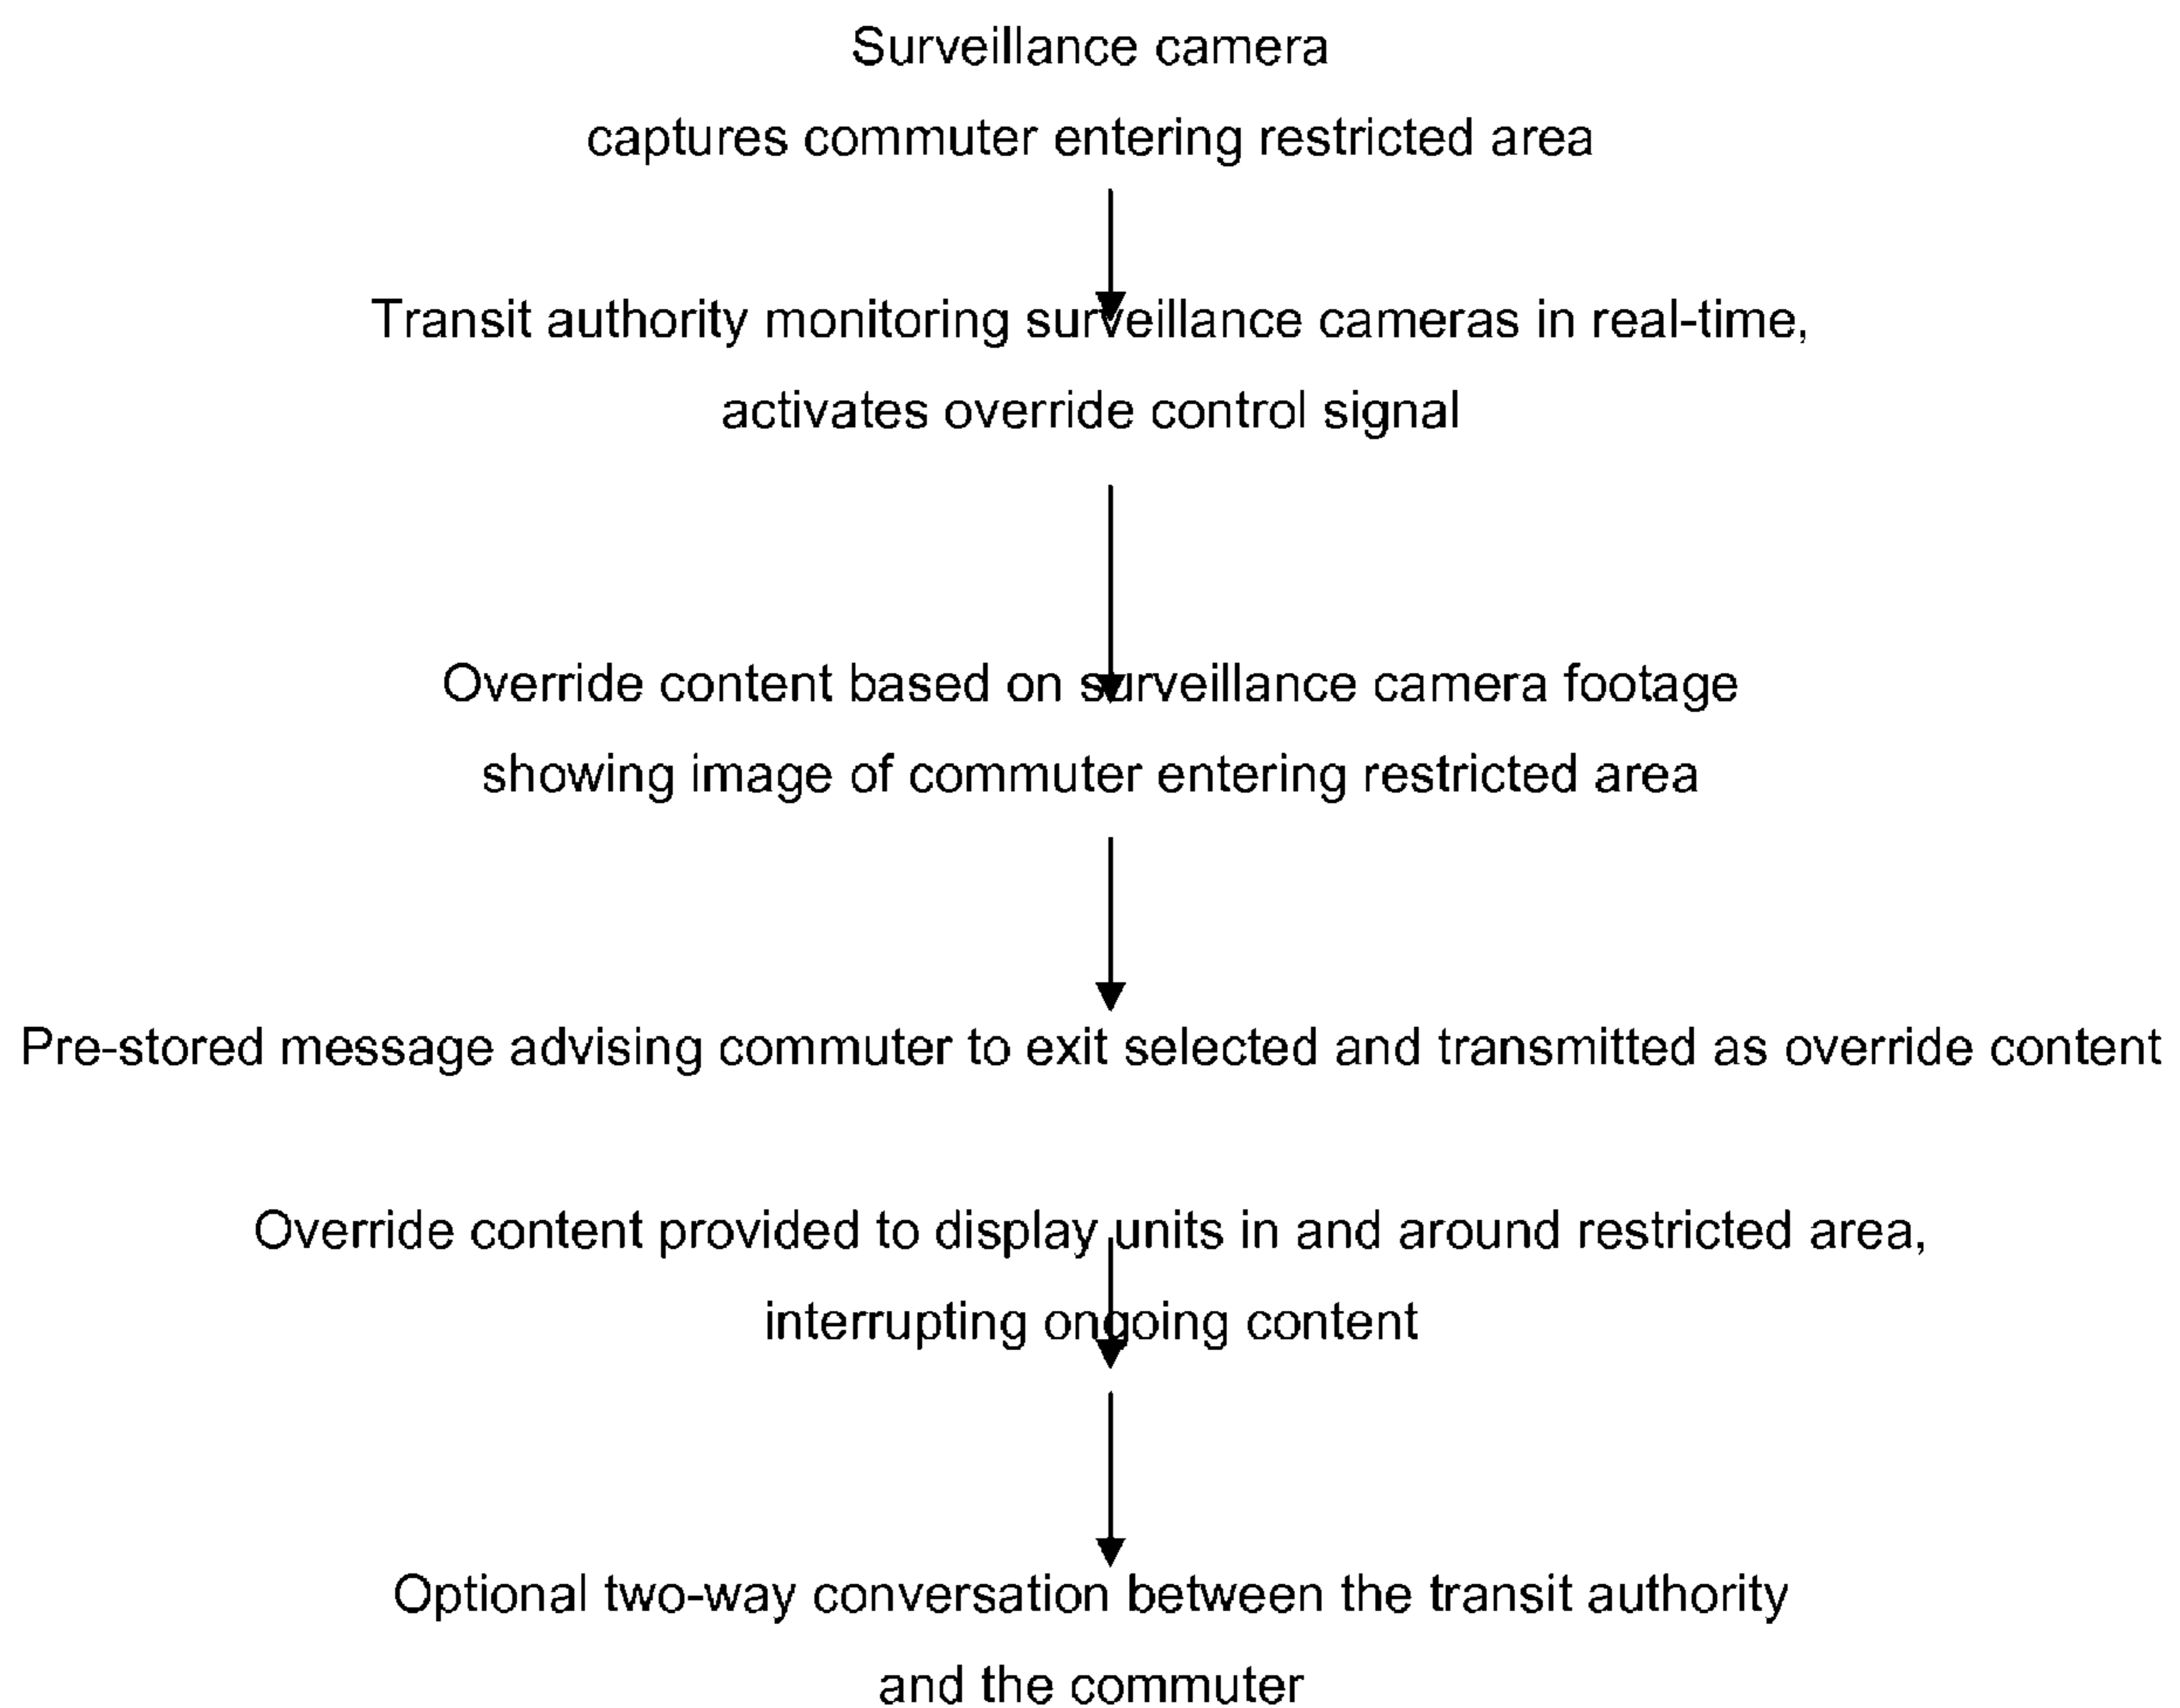 Surveillance camera
captures commuter entering restricted area
Transit authority monitoring surveillance cameras in real-time,
activates override control signal
Override content based on surveillance camera footage
showing image of commuter entering restricted area
Pre-stored message advising commuter to exit selected and transmitted as override content
Override content provided to display units in and around restricted area,
interrupting ongoing content
Optional two-way conversation between the transit authority
and the commuter